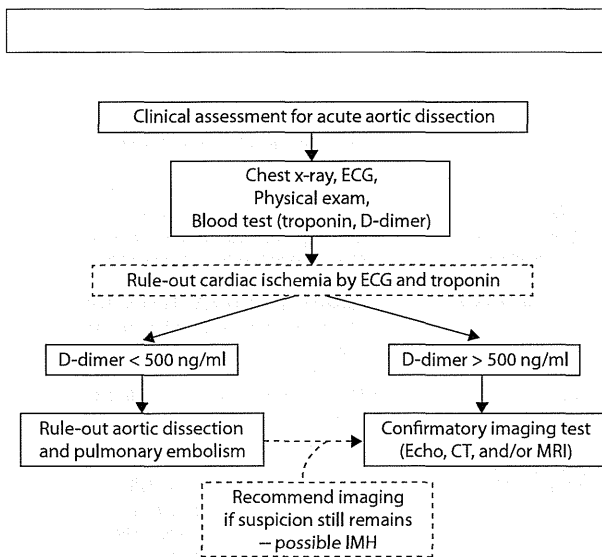 Clinical assessment for acute aortic dissection
Chest x-ray, ECG,
Physical exam,
Blood test (troponin, D-dimer)
Rule-out cardiac ischemia by ECG and troponin
D-dimer < 500 ng/ml
D-dimer > 500 ng/ml
Rule-out aortic dissection
and pulmonary embolism
Confirmatory imaging test
(Echo, CT, and/or MRI)
Recommend imaging
if suspicion still remains
– possible IMH